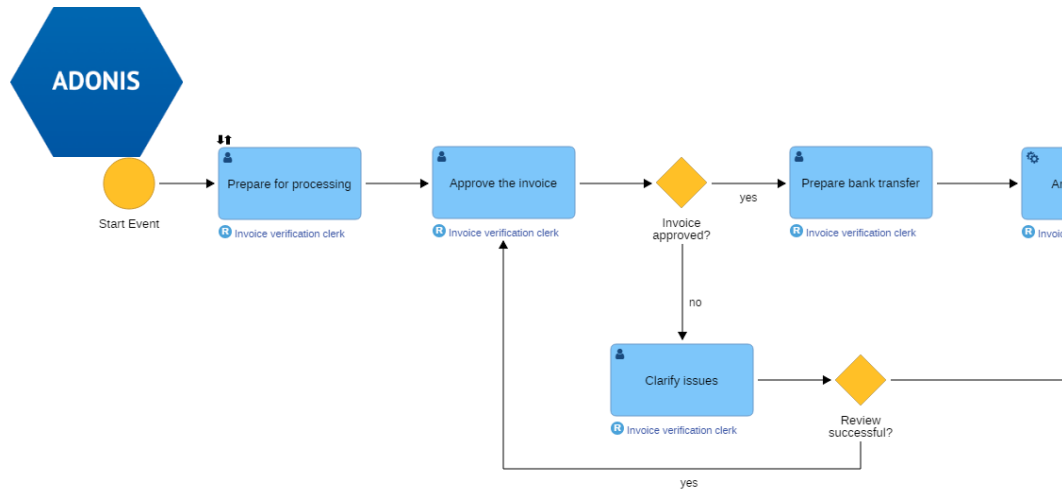 ADONIS
Start Event
Prepare for processing
R Invoice verification clerk
Approve the invoice
R Invoice verification clerk
Invoice
approved?
yes
Prepare bank transfer
R Invoice verification clerk
R
no
Clarify issues
R Invoice verification clerk
Review
successful?
yes